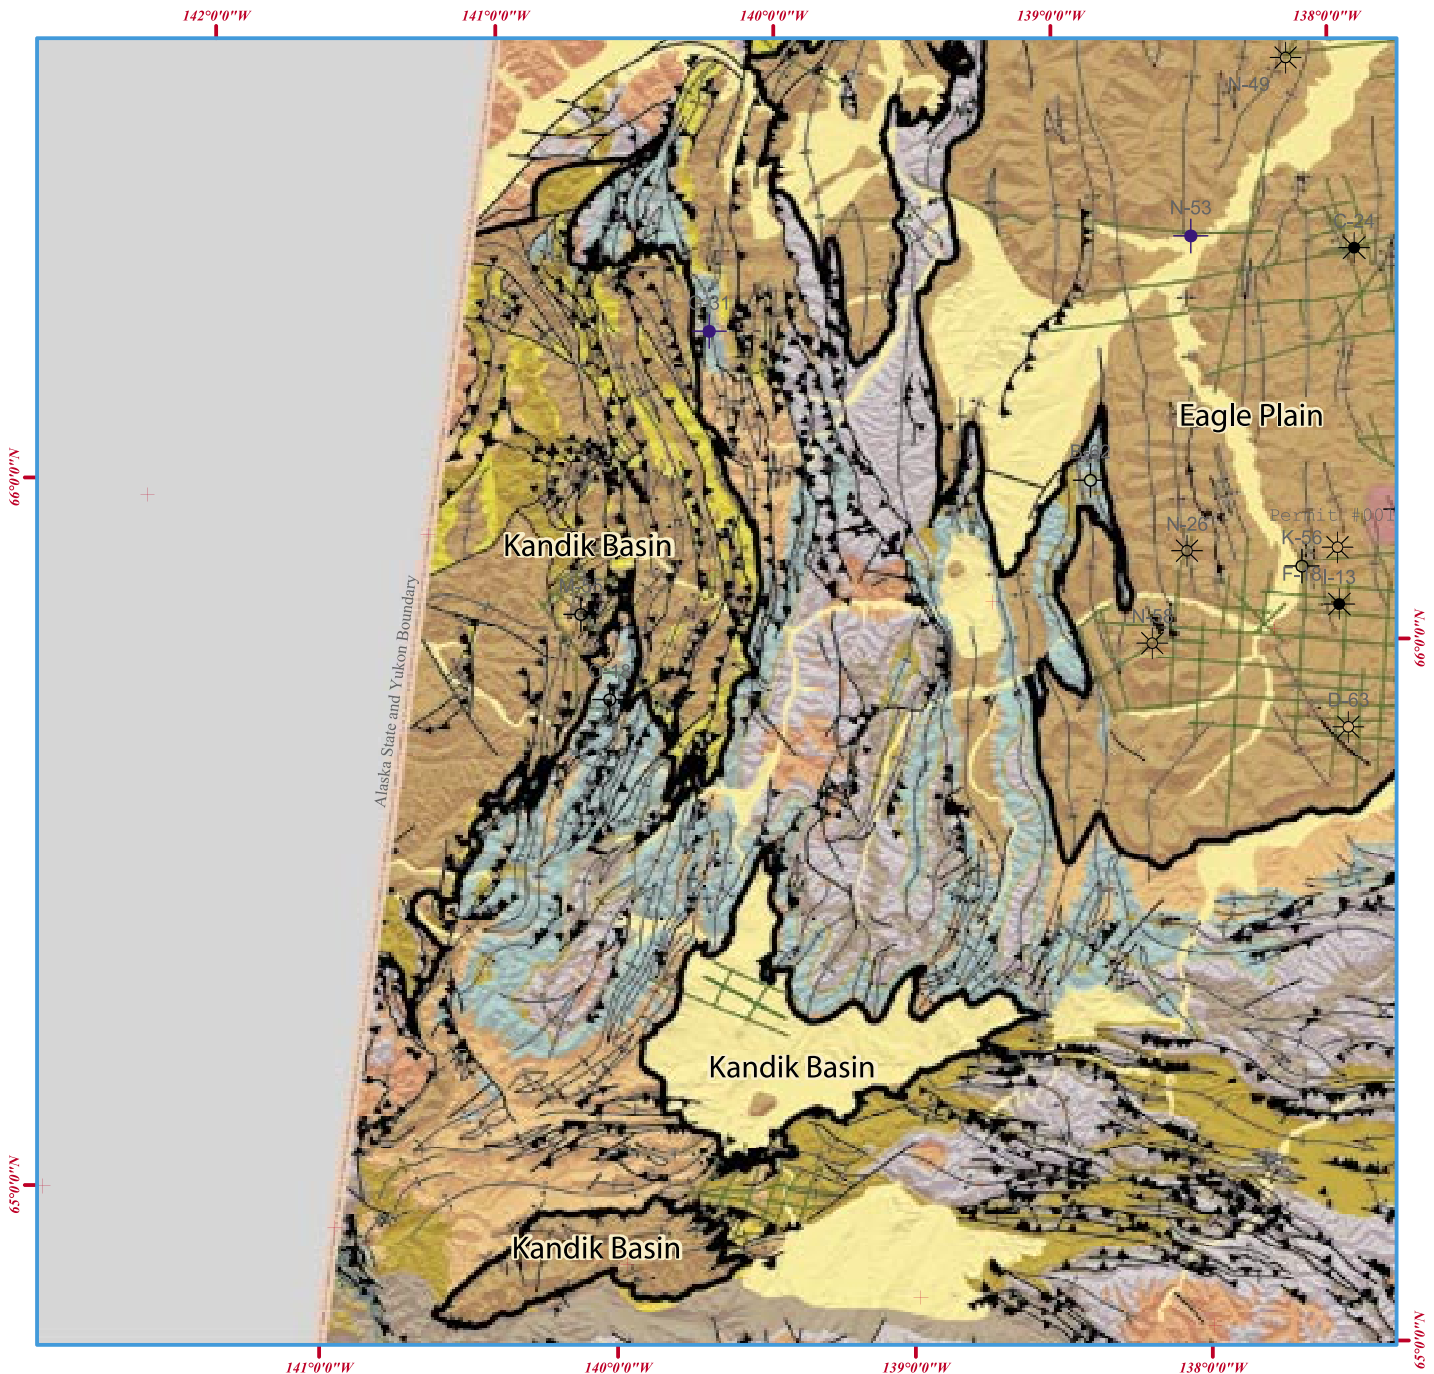 142°0'0"W
141°0'0"W
140°0'0"W
139°0'0"W
138°0'0"W
N-49
N-53
C-24
G-31
Eagle Plain
66°0'0"N
Permit #001
N-26
K-56
Kandik Basin
F-18
I-13
N-58
66°0'0"N
D-63
Alaska State and Yukon Boundary
Kandik Basin
65°0'0"N
Kandik Basin
65°0'0"N
141°0'0"W
140°0'0"W
139°0'0"W
138°0'0"W